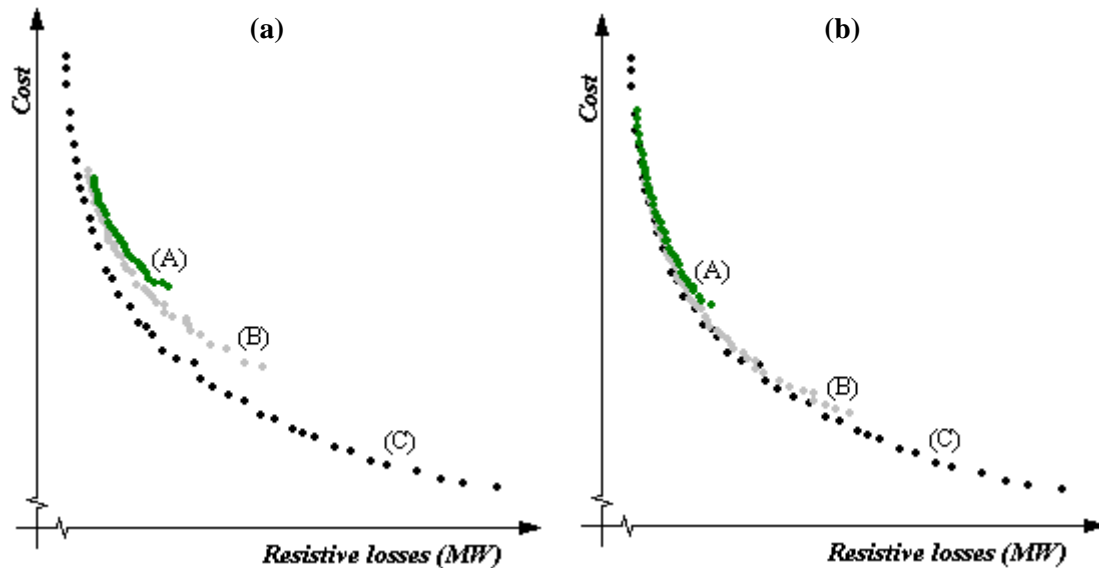 (a)
Cost
(A)
(B)
(C)
Resistive losses (MW)
(b)
Cost
(A)
(B)
(C)
Resistive losses (MW)